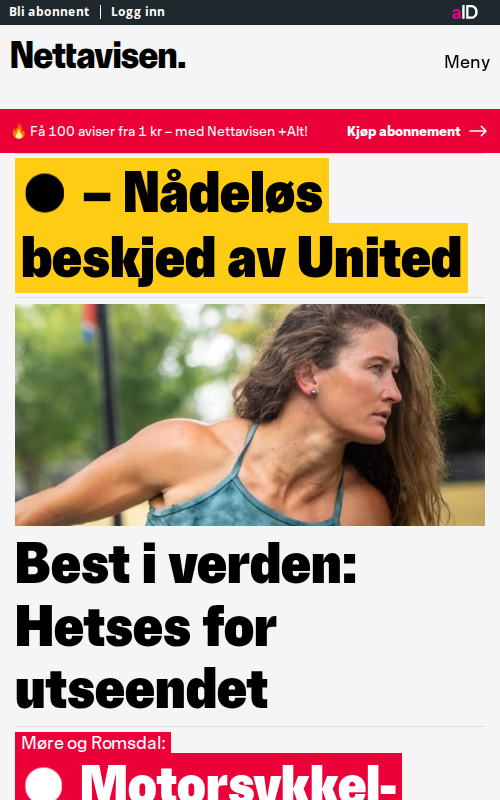 Bli abonnent | Logg inn
aID
Nettavisen.
Meny
🔥 Få 100 aviser fra 1 kr – med Nettavisen +Alt!
Kjøp abonnement →
● – Nådeløs
beskjed av United
Best i verden:
Hetses for
utseendet
Møre og Romsdal:
● Motorsykkel-